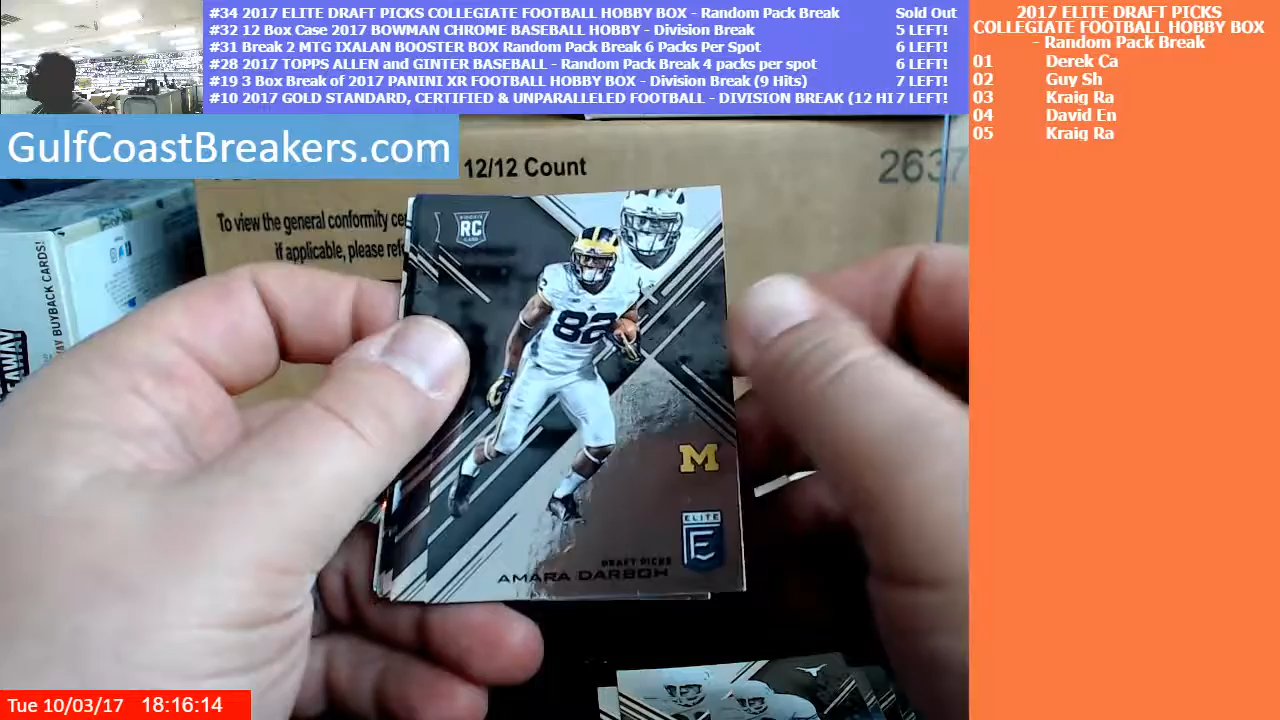 #34 2017 ELITE DRAFT PICKS COLLEGIATE FOOTBALL HOBBY BOX - Random Pack Break Sold Out
#32 12 Box Case 2017 BOWMAN CHROME BASEBALL HOBBY - Division Break 5 LEFT!
#31 Break 2 MTG IXALAN BOOSTER BOX Random Pack Break 6 Packs Per Spot 6 LEFT!
#28 2017 TOPPS ALLEN and GINTER BASEBALL - Random Pack Break 4 packs per spot 6 LEFT!
#19 3 Box Break of 2017 PANINI XR FOOTBALL HOBBY BOX - Division Break (9 Hits) 7 LEFT!
#10 2017 GOLD STANDARD, CERTIFIED & UNPARALLELED FOOTBALL - DIVISION BREAK (12 HI 7 LEFT!
2017 ELITE DRAFT PICKS
COLLEGIATE FOOTBALL HOBBY BOX
- Random Pack Break
01 Derek Ca
02 Guy Sh
03 Kraig Ra
04 David En
05 Kraig Ra
GulfCoastBreakers.com
12/12 Count
2637
To view the general conformity cer
if applicable, please refe
BUYBACK CARDS!
AWAY
RC
82
M
ELITE
E
DRAFT PICKS
AMARA DARBOH
Tue 10/03/17 18:16:14